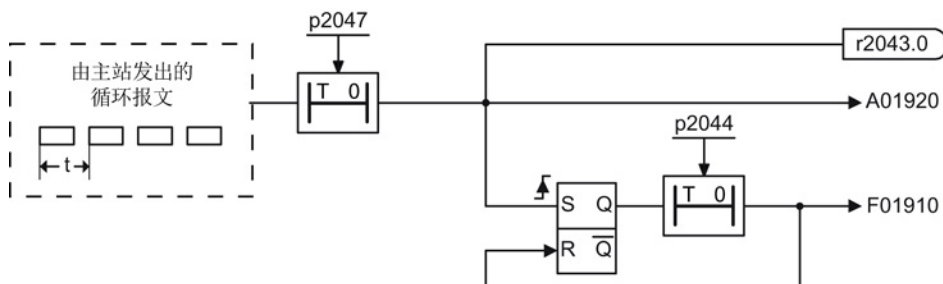 p2047
r2043.0
由主站发出的
循环报文
T 0
A01920
t
p2044
T 0
F01910
S Q
R Q̅